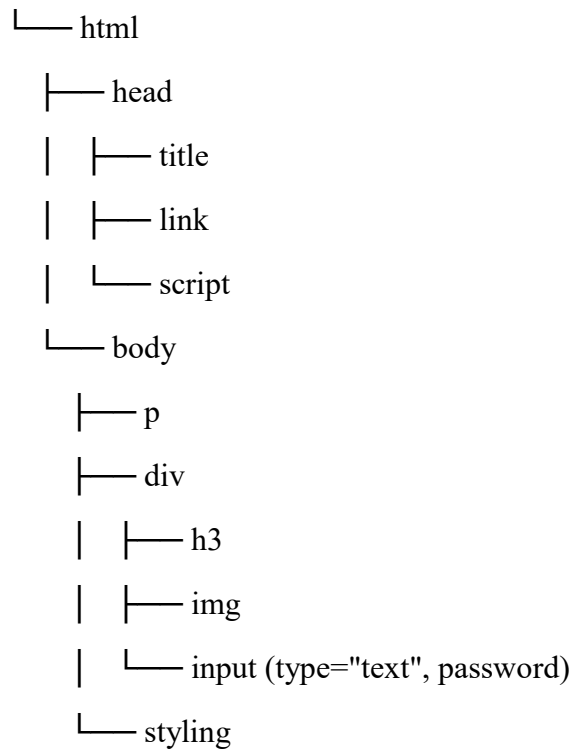 └── html
├── head
│ ├── title
│ ├── link
│ └── script
└── body
├── p
├── div
│ ├── h3
│ ├── img
│ └── input (type="text", password)
└── styling